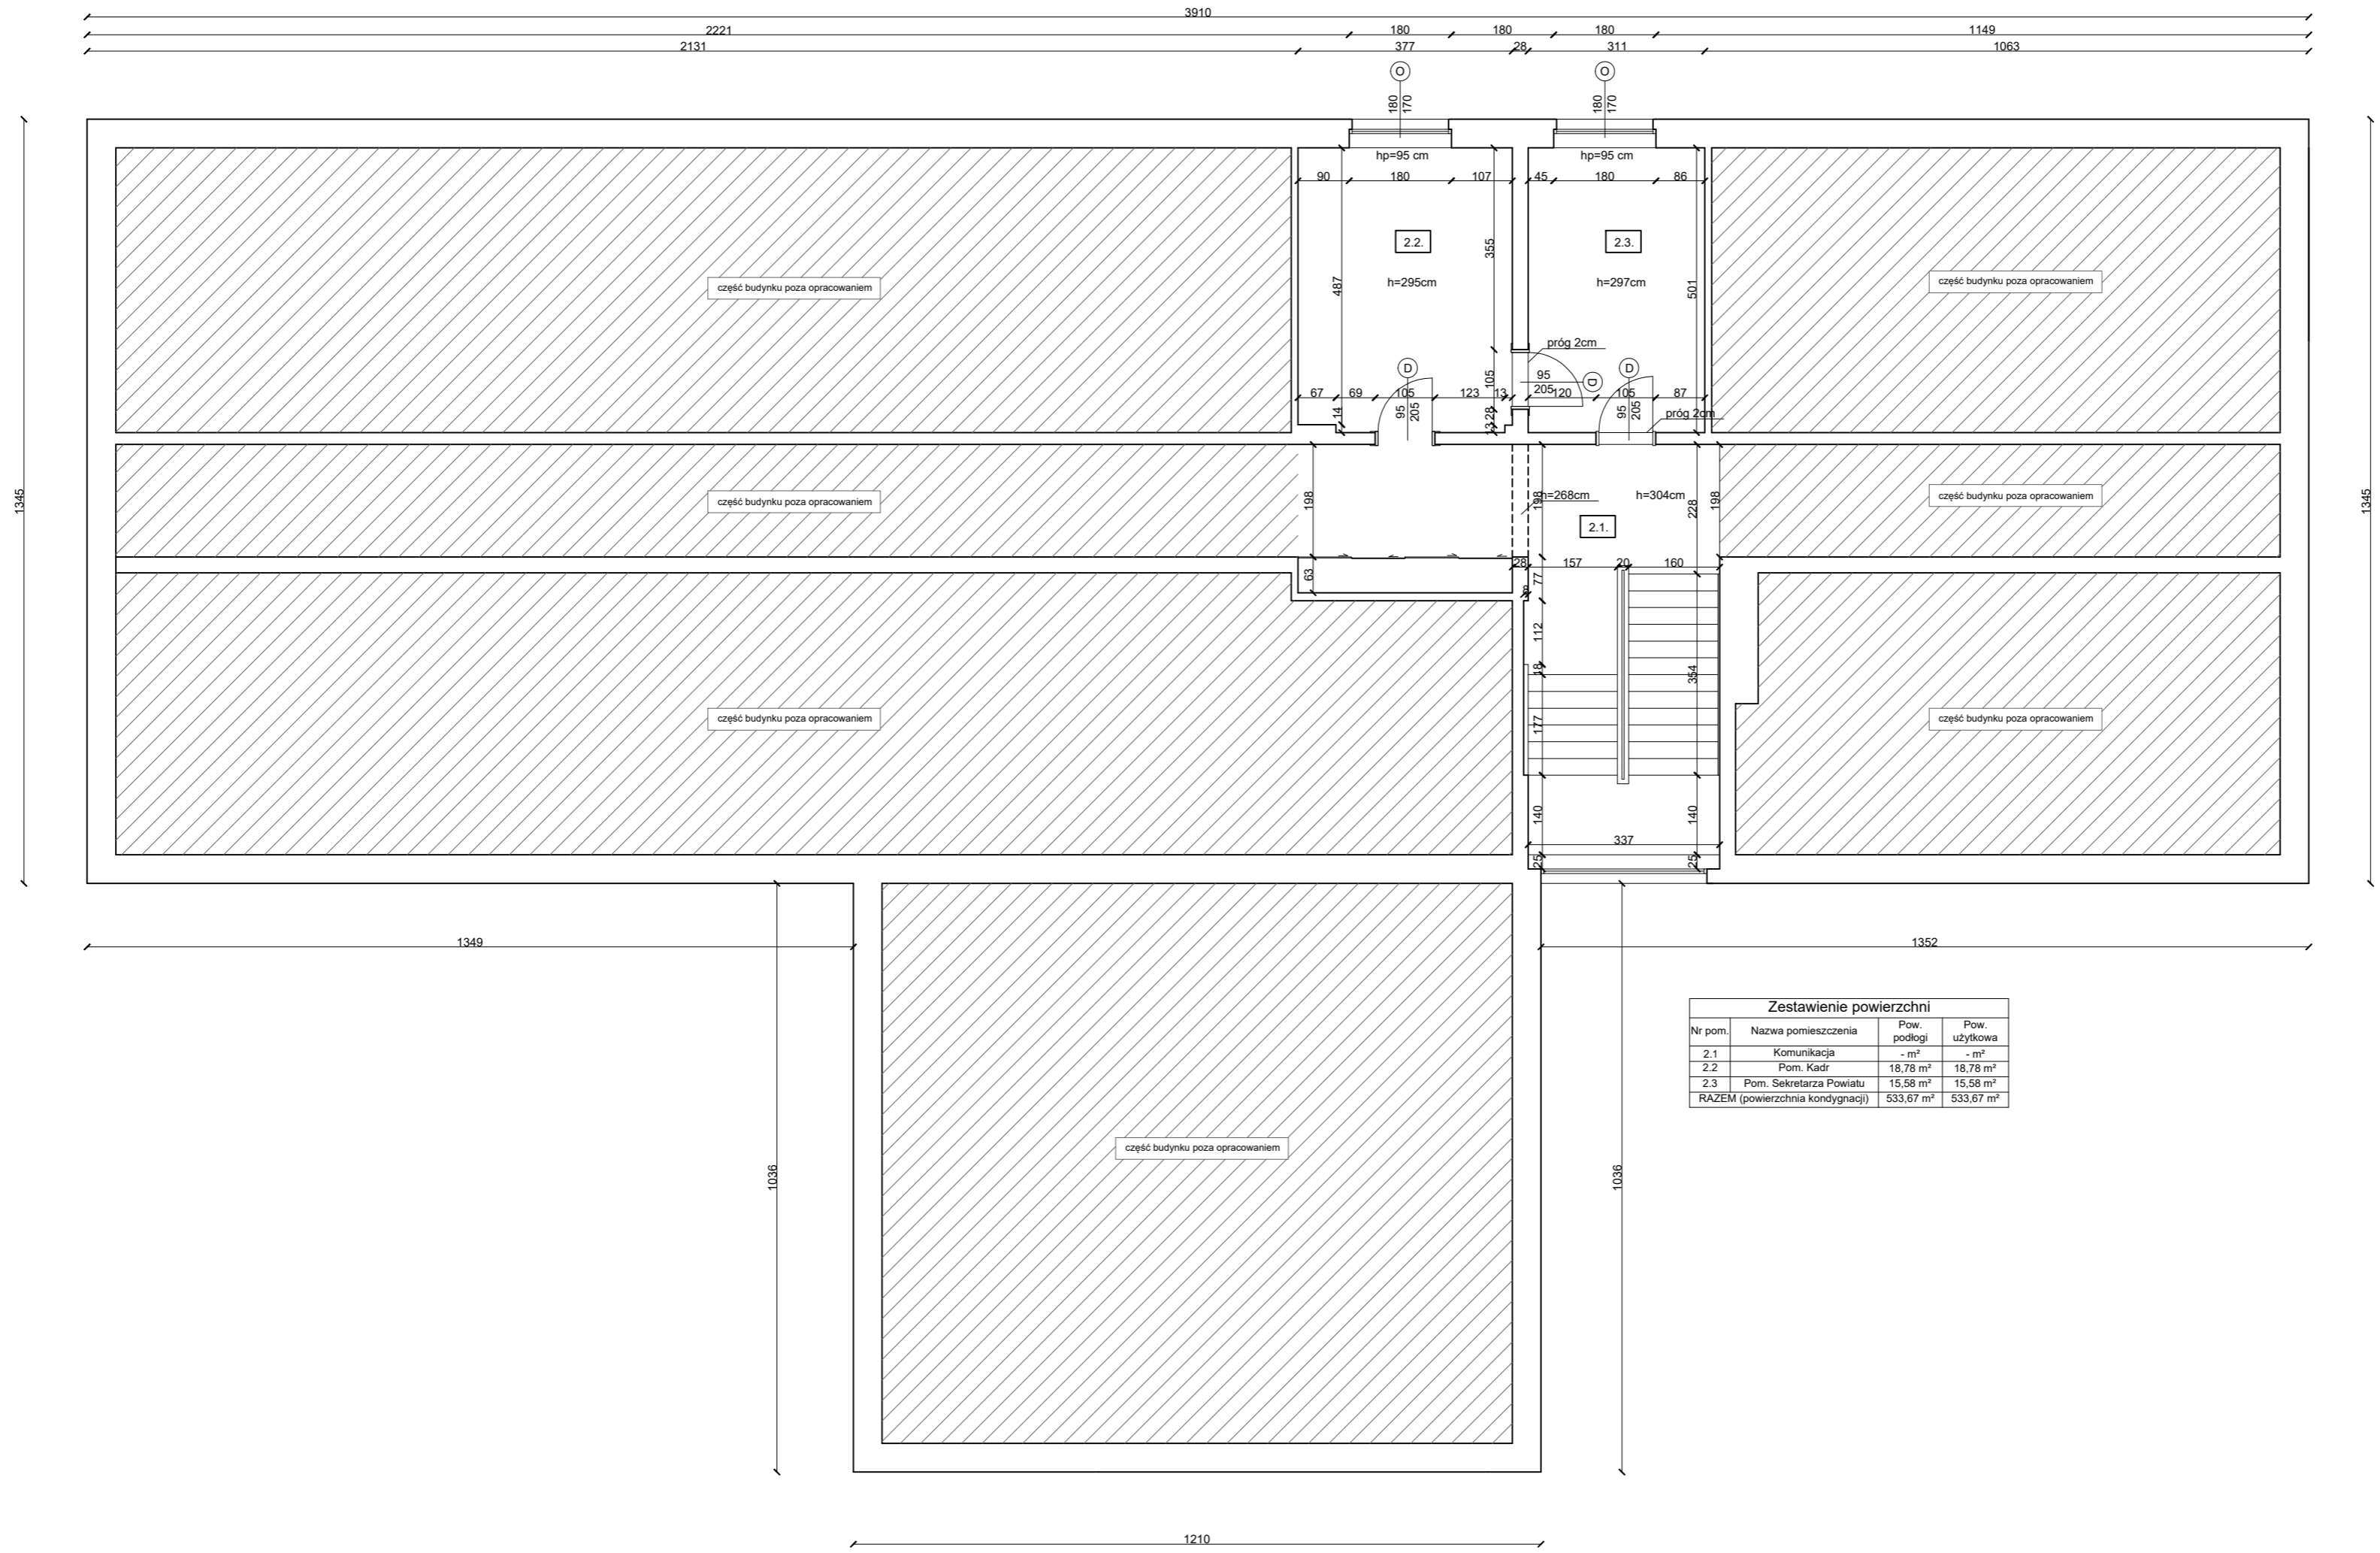 3910
2221 180 180 180 1149
2131 377 28 311 1063
O O
180 170 180 170
hp=95 cm hp=95 cm
90 180 107 45 180 86
2.2. 2.3.
355
h=295cm h=297cm
487 501
część budynku poza opracowaniem
część budynku poza opracowaniem
próg 2cm
D D
105 95 D
205
67 69 105 123 13 120 105 87
14 95 205 28 13 95 205 próg 2cm
1345 1345
198 h=268cm 198 h=304cm 228 198
część budynku poza opracowaniem
część budynku poza opracowaniem
2.1.
28 157 20 160
63 77
112
18 354
część budynku poza opracowaniem
część budynku poza opracowaniem
177
140 140
337
25 25
1349 1352
Zestawienie powierzchni
Nr pom. Nazwa pomieszczenia Pow. podłogi Pow. użytkowa
2.1 Komunikacja - m² - m²
2.2 Pom. Kadr 18,78 m² 18,78 m²
2.3 Pom. Sekretarza Powiatu 15,58 m² 15,58 m²
RAZEM (powierzchnia kondygnacji) 533,67 m² 533,67 m²
część budynku poza opracowaniem
1036 1036
1210